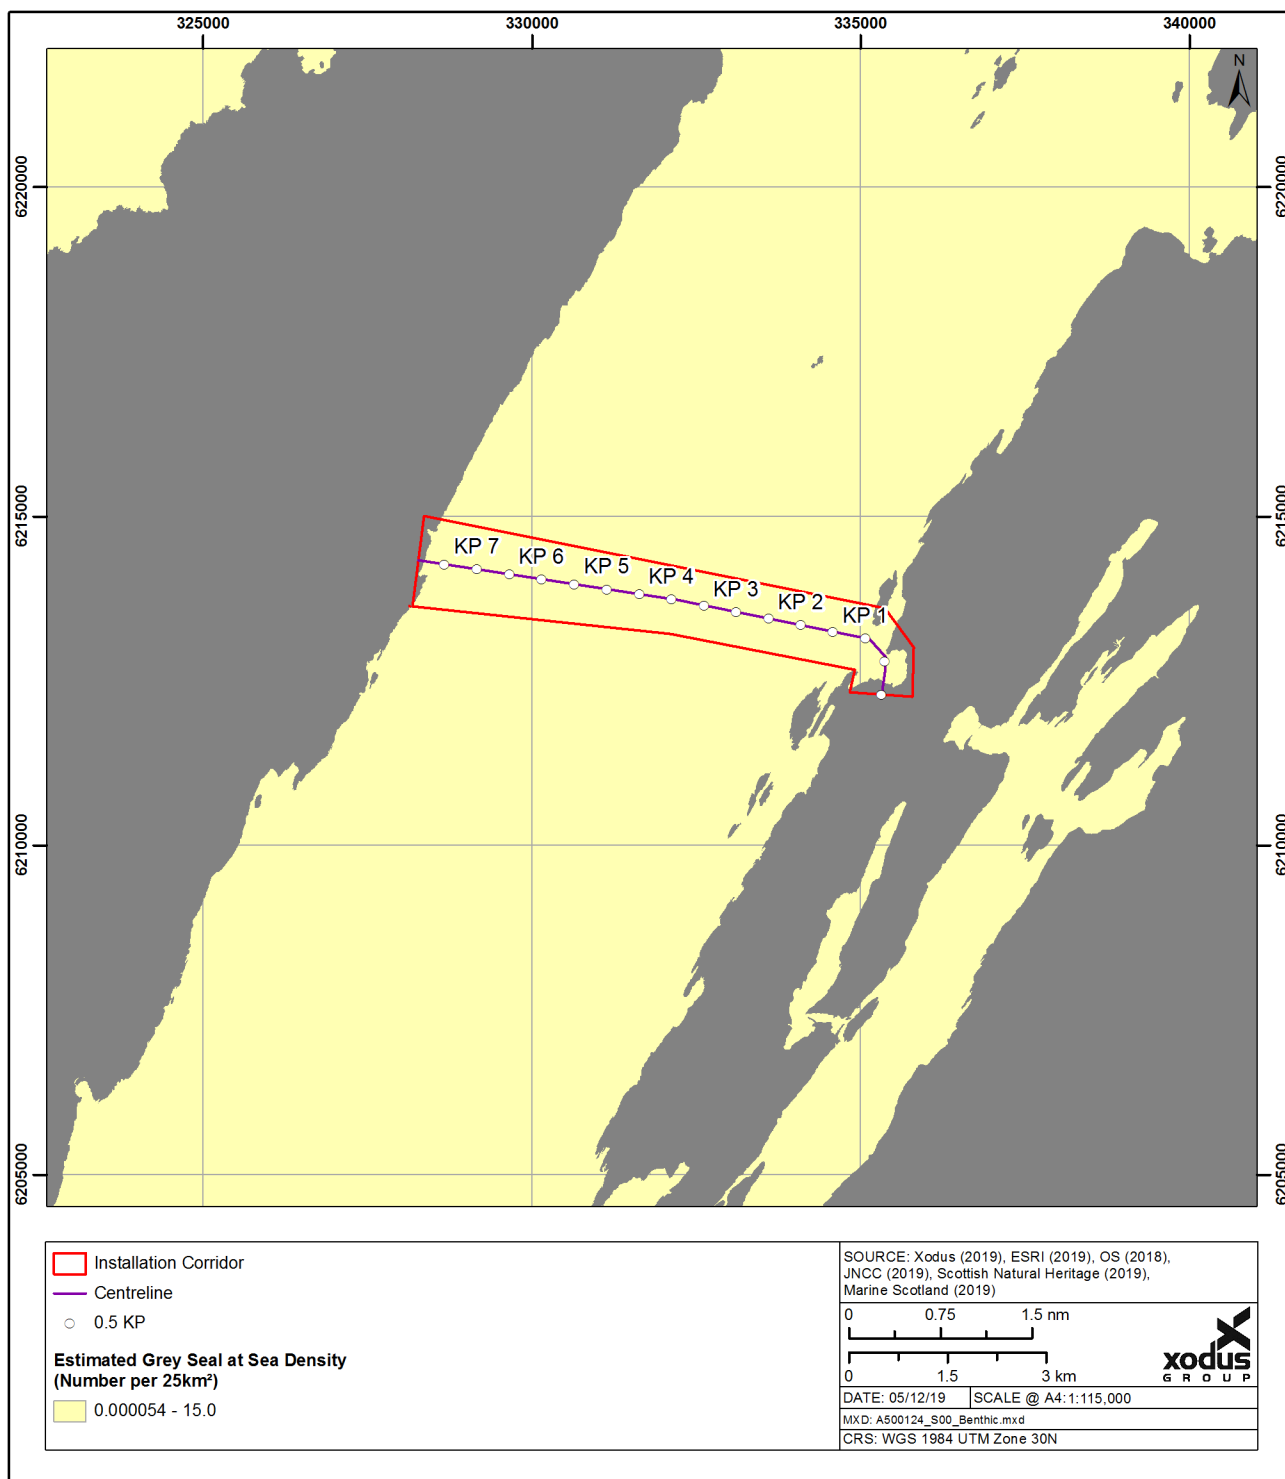 325000
330000
335000
340000
N
6220000
6220000
6215000
6215000
6210000
6210000
6205000
6205000
KP 7
KP 6
KP 5
KP 4
KP 3
KP 2
KP 1
Installation Corridor
Centreline
0.5 KP
Estimated Grey Seal at Sea Density
(Number per 25km²)
0.000054 - 15.0
SOURCE: Xodus (2019), ESRI (2019), OS (2018),
JNCC (2019), Scottish Natural Heritage (2019),
Marine Scotland (2019)
0 0.75 1.5 nm
0 1.5 3 km
xodus
GROUP
DATE: 05/12/19 SCALE @ A4:1:115,000
MXD: A500124_S00_Benthic.mxd
CRS: WGS 1984 UTM Zone 30N